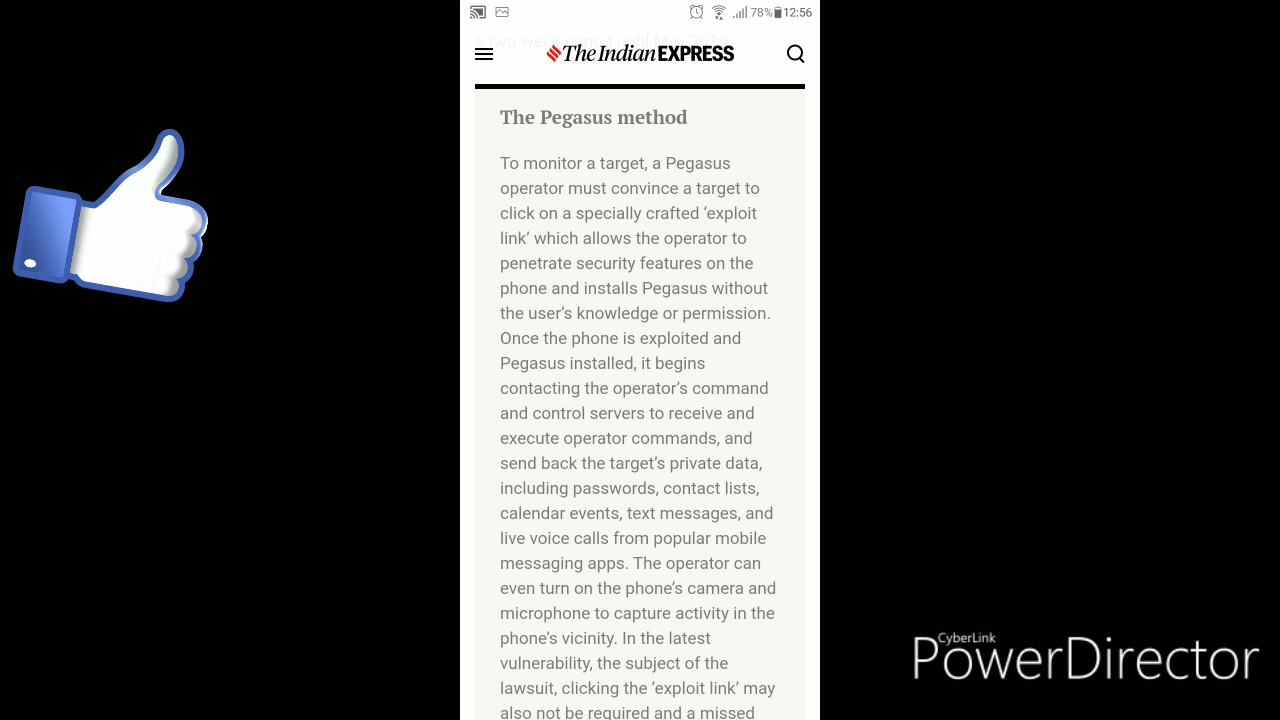 78% 12:56
a two-week period until May 2019
The Indian EXPRESS
The Pegasus method
To monitor a target, a Pegasus
operator must convince a target to
click on a specially crafted ‘exploit
link’ which allows the operator to
penetrate security features on the
phone and installs Pegasus without
the user’s knowledge or permission.
Once the phone is exploited and
Pegasus installed, it begins
contacting the operator’s command
and control servers to receive and
execute operator commands, and
send back the target’s private data,
including passwords, contact lists,
calendar events, text messages, and
live voice calls from popular mobile
messaging apps. The operator can
even turn on the phone’s camera and
microphone to capture activity in the
phone’s vicinity. In the latest
vulnerability, the subject of the
lawsuit, clicking the ‘exploit link’ may
also not be required and a missed
CyberLink
PowerDirector